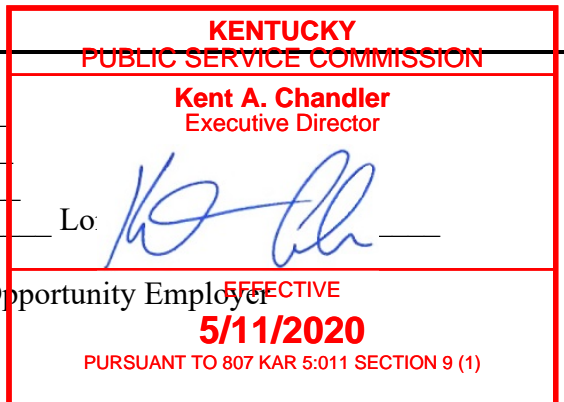 KENTUCKY
PUBLIC SERVICE COMMISSION
Kent A. Chandler
Executive Director
Lo
pportunity Employer
EFFECTIVE
5/11/2020
PURSUANT TO 807 KAR 5:011 SECTION 9 (1)